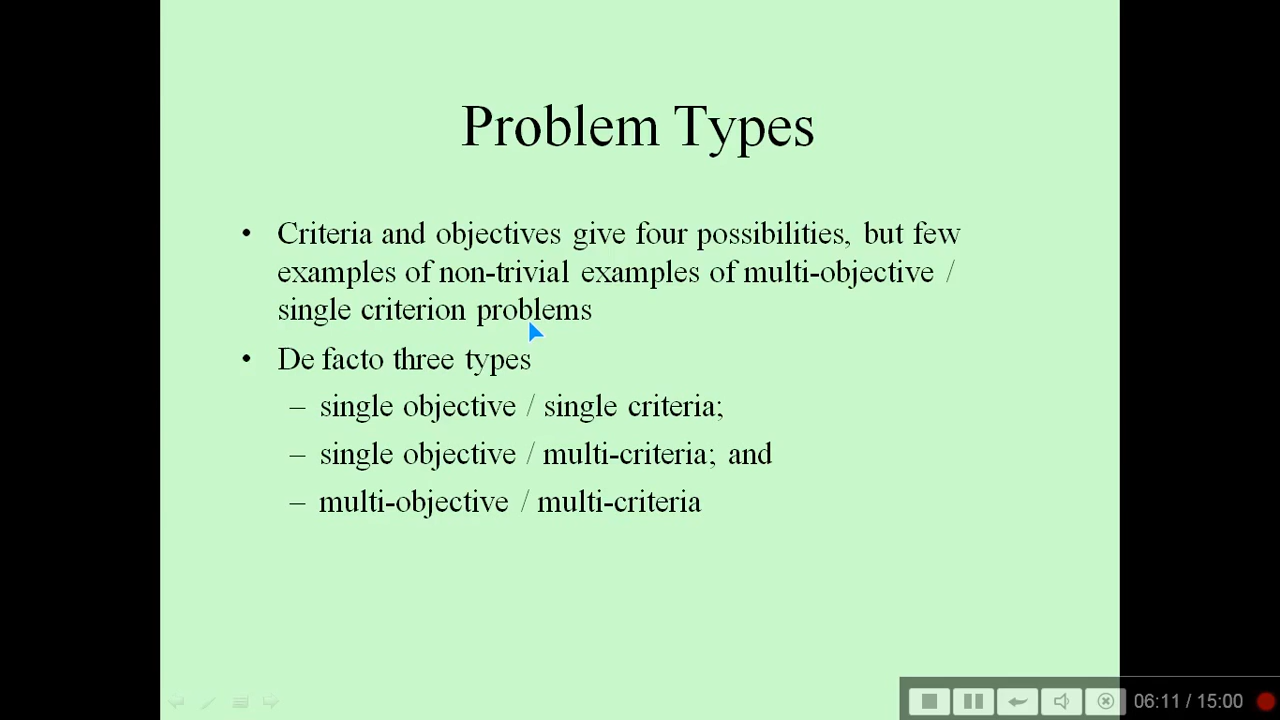 Problem Types
• Criteria and objectives give four possibilities, but few
examples of non-trivial examples of multi-objective /
single criterion problems
• De facto three types
– single objective / single criteria;
– single objective / multi-criteria; and
– multi-objective / multi-criteria
06:11 / 15:00